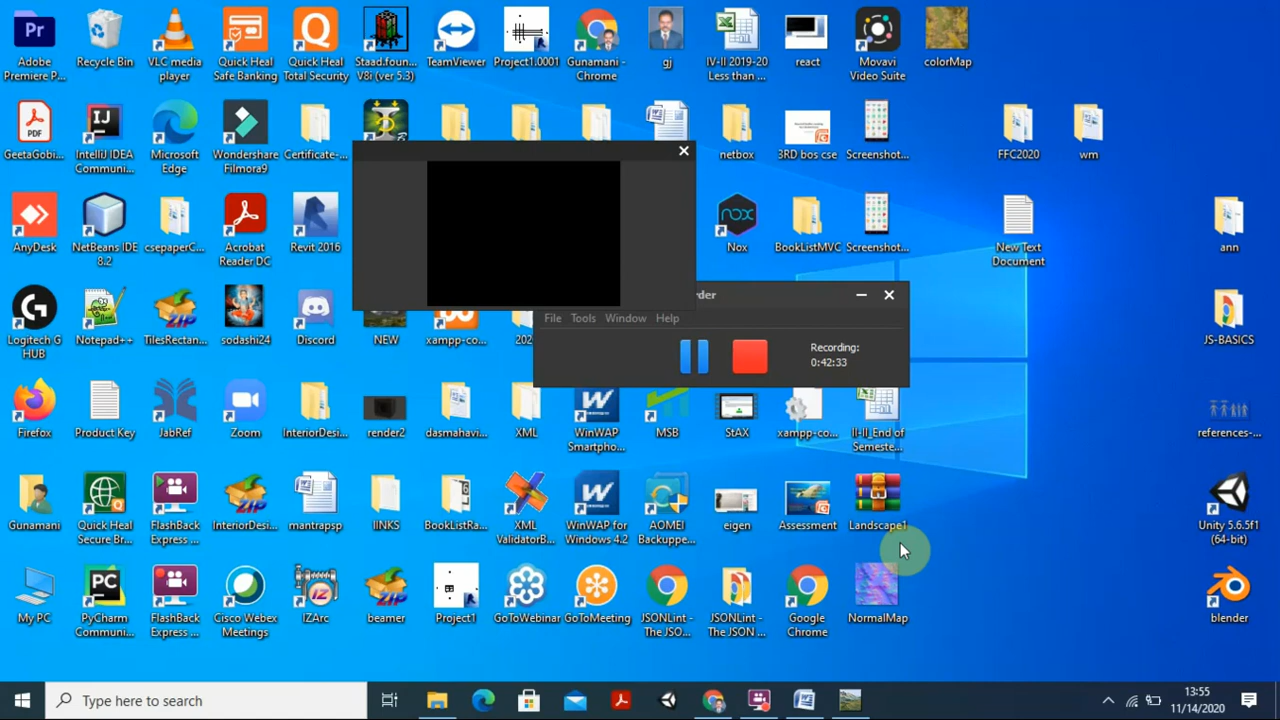 Adobe
Premiere P...
Recycle Bin
VLC media
player
Quick Heal
Safe Banking
Quick Heal
Total Security
Staad.foun...
V8i (ver 5.3)
TeamViewer
Project1.0001
Gunamani -
Chrome
gj
IV-II 2019-20
Less than ...
react
Movavi
Video Suite
colorMap
GeetaGobi...
IntelliJ IDEA
Communi...
Microsoft
Edge
Wondershare
Filmora9
Certificate-...
netbox
3RD bos cse
Screenshot...
FFC2020
wm
AnyDesk
NetBeans IDE
8.2
csepaperC...
Acrobat
Reader DC
Revit 2016
Nox
BookListMVC
Screenshot...
New Text
Document
ann
rder
File Tools Window Help
Recording:
0:42:33
Logitech G
HUB
Notepad++
TilesRectan...
sodashi24
Discord
NEW
xampp-co...
202
JS-BASICS
Firefox
Product Key
JabRef
Zoom
InteriorDesi...
render2
dasmahavi...
XML
WinWAP
Smartpho...
MSB
StAX
xampp-co...
II-II_End of
Semeste...
references-...
Gunamani
Quick Heal
Secure Br...
FlashBack
Express ...
InteriorDesi...
mantrapsp
lINKS
BookListRa...
XML
ValidatorB...
WinWAP for
Windows 4.2
AOMEI
Backuppe...
eigen
Assessment
Landscape1
Unity 5.6.5f1
(64-bit)
My PC
PyCharm
Communi...
FlashBack
Express ...
Cisco Webex
Meetings
IZArc
beamer
Project1
GoToWebinar
GoToMeeting
JSONLint -
The JSO...
JSONLint -
The JSON ...
Google
Chrome
NormalMap
blender
Type here to search
13:55
11/14/2020